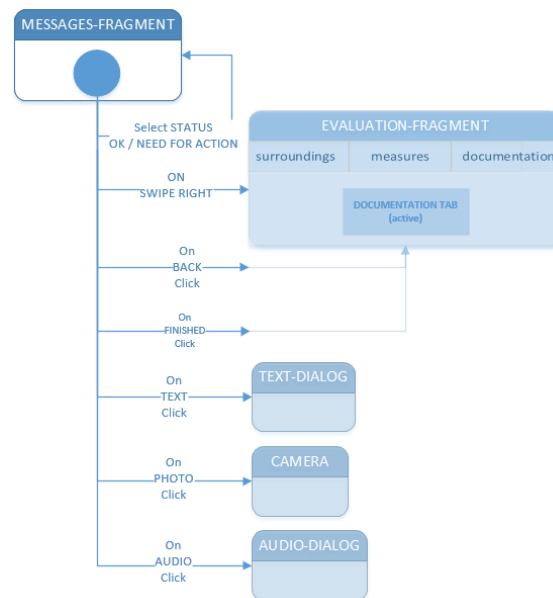 MESSAGES-FRAGMENT
Select STATUS
OK / NEED FOR ACTION
EVALUATION-FRAGMENT
surroundings measures documentation
ON
SWIPE RIGHT
DOCUMENTATION TAB
(active)
On
BACK
Click
On
FINISHED
Click
On
TEXT
Click
TEXT-DIALOG
On
PHOTO
Click
CAMERA
On
AUDIO
Click
AUDIO-DIALOG